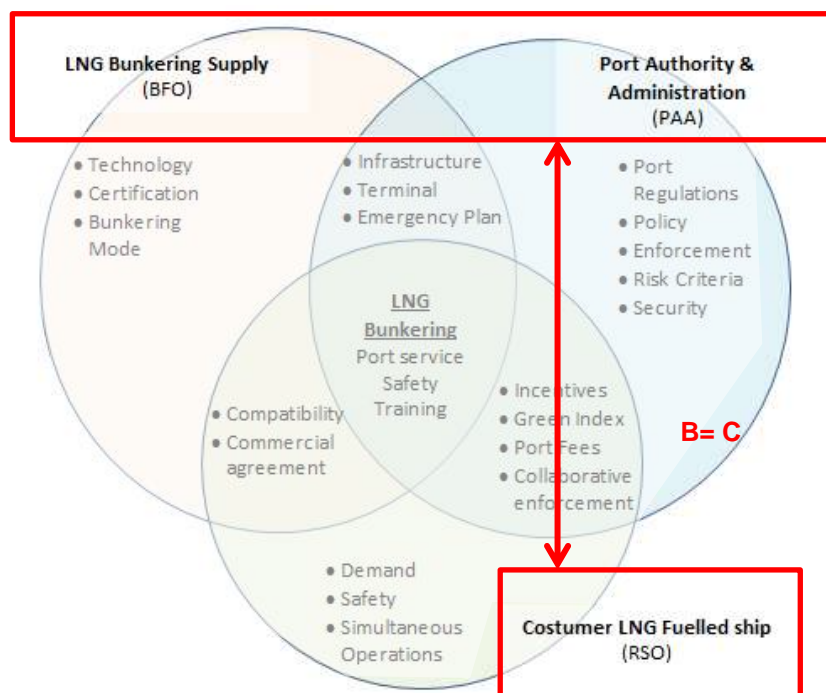 LNG Bunkering Supply
(BFO)
Port Authority &
Administration
(PAA)
● Technology
● Certification
● Bunkering
Mode
● Infrastructure
● Terminal
● Emergency Plan
● Port
Regulations
● Policy
● Enforcement
● Risk Criteria
● Security
LNG
Bunkering
Port service
Safety
Training
● Compatibility
● Commercial
agreement
● Incentives
● Green Index
● Port Fees
● Collaborative
enforcement
B= C
● Demand
● Safety
● Simultaneous
Operations
Costumer LNG Fuelled ship
(RSO)